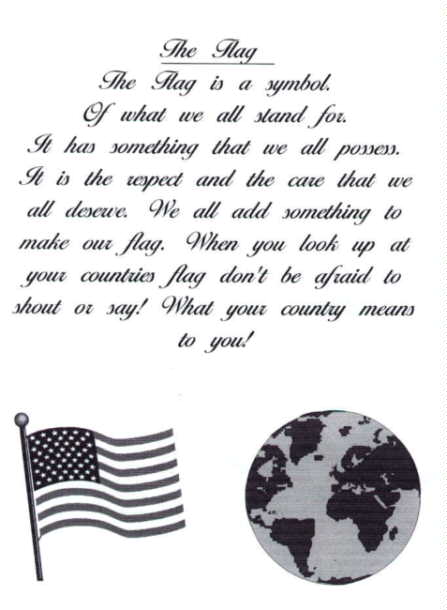 The Flag
The Flag is a symbol.
Of what we all stand for.
It has something that we all possess.
It is the respect and the care that we
all deserve. We all add something to
make our flag. When you look up at
your countries flag don't be afraid to
shout or say! What your country means
to you!